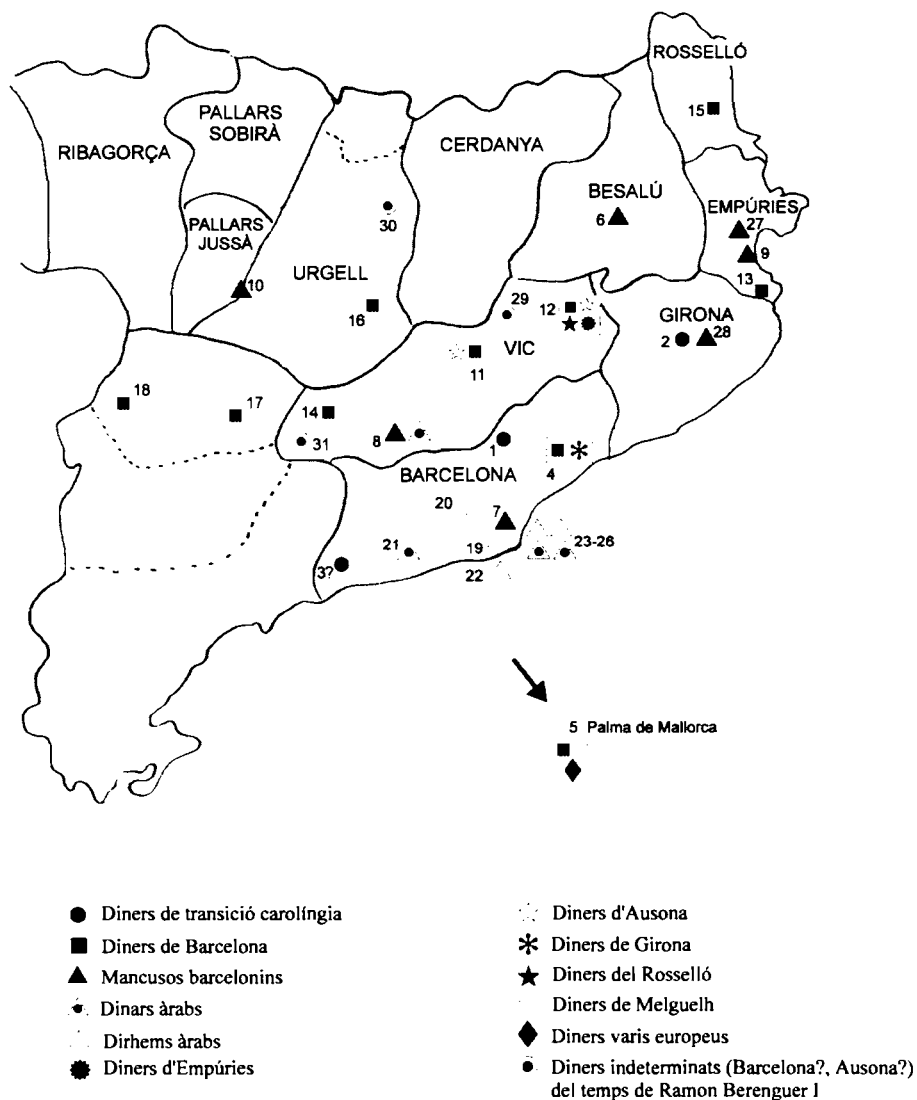 ROSSELLÓ
PALLARS
SOBIRÀ
15
RIBAGORÇA
CERDANYA
BESALÚ
EMPÚRIES
6
27
30
PALLARS
JUSSÀ
9
URGELL
10
13
29
12
GIRONA
16
VIC
2
28
11
18
17
14
8
31
1
4
BARCELONA
20
7
21
19
23-26
3?
22
5 Palma de Mallorca
Diners de transició carolíngia
Diners de Barcelona
Mancusos barcelonins
Dinars àrabs
Dirhems àrabs
Diners d'Empúries
Diners d'Ausona
Diners de Girona
Diners del Rosselló
Diners de Melguelh
Diners varis europeus
Diners indeterminats (Barcelona?, Ausona?)
del temps de Ramon Berenguer I